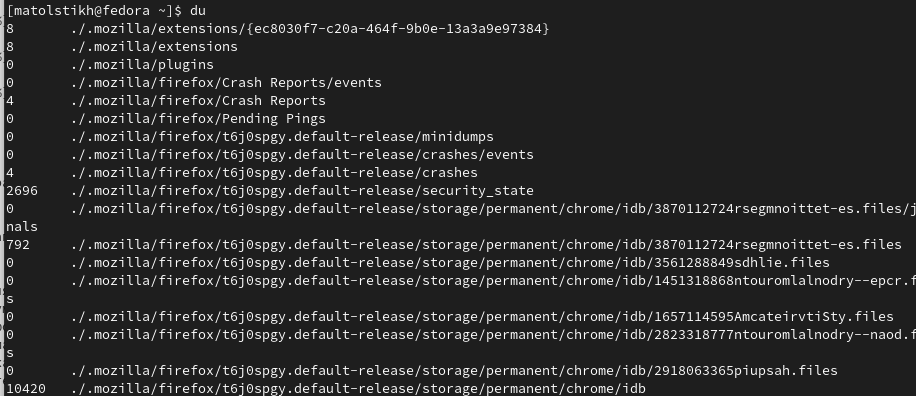 [matolstikh@fedora ~]$ du
8       ./.mozilla/extensions/{ec8030f7-c20a-464f-9b0e-13a3a9e97384}
8       ./.mozilla/extensions
0       ./.mozilla/plugins
0       ./.mozilla/firefox/Crash Reports/events
4       ./.mozilla/firefox/Crash Reports
0       ./.mozilla/firefox/Pending Pings
0       ./.mozilla/firefox/t6j0spgy.default-release/minidumps
0       ./.mozilla/firefox/t6j0spgy.default-release/crashes/events
4       ./.mozilla/firefox/t6j0spgy.default-release/crashes
2696    ./.mozilla/firefox/t6j0spgy.default-release/security_state
0       ./.mozilla/firefox/t6j0spgy.default-release/storage/permanent/chrome/idb/3870112724rsegmnoittet-es.files/j
nals
792     ./.mozilla/firefox/t6j0spgy.default-release/storage/permanent/chrome/idb/3870112724rsegmnoittet-es.files
0       ./.mozilla/firefox/t6j0spgy.default-release/storage/permanent/chrome/idb/3561288849sdhlie.files
0       ./.mozilla/firefox/t6j0spgy.default-release/storage/permanent/chrome/idb/1451318868ntouromlalnodry--epcr.f
s
0       ./.mozilla/firefox/t6j0spgy.default-release/storage/permanent/chrome/idb/1657114595AmcateirvtiSty.files
0       ./.mozilla/firefox/t6j0spgy.default-release/storage/permanent/chrome/idb/2823318777ntouromlalnodry--naod.f
s
0       ./.mozilla/firefox/t6j0spgy.default-release/storage/permanent/chrome/idb/2918063365piupsah.files
10420   ./.mozilla/firefox/t6j0spgy.default-release/storage/permanent/chrome/idb